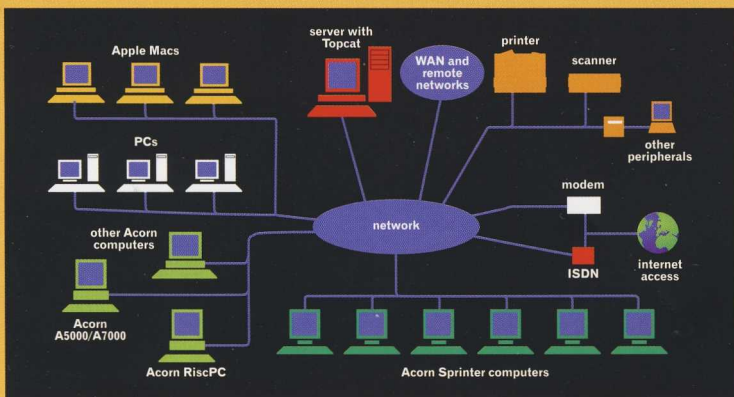 Apple Macs
server with
Topcat
WAN and
remote
networks
printer
scanner
other
peripherals
PCs
modem
network
other Acorn
computers
ISDN
internet
access
Acorn
A5000/A7000
Acorn RiscPC
Acorn Sprinter computers